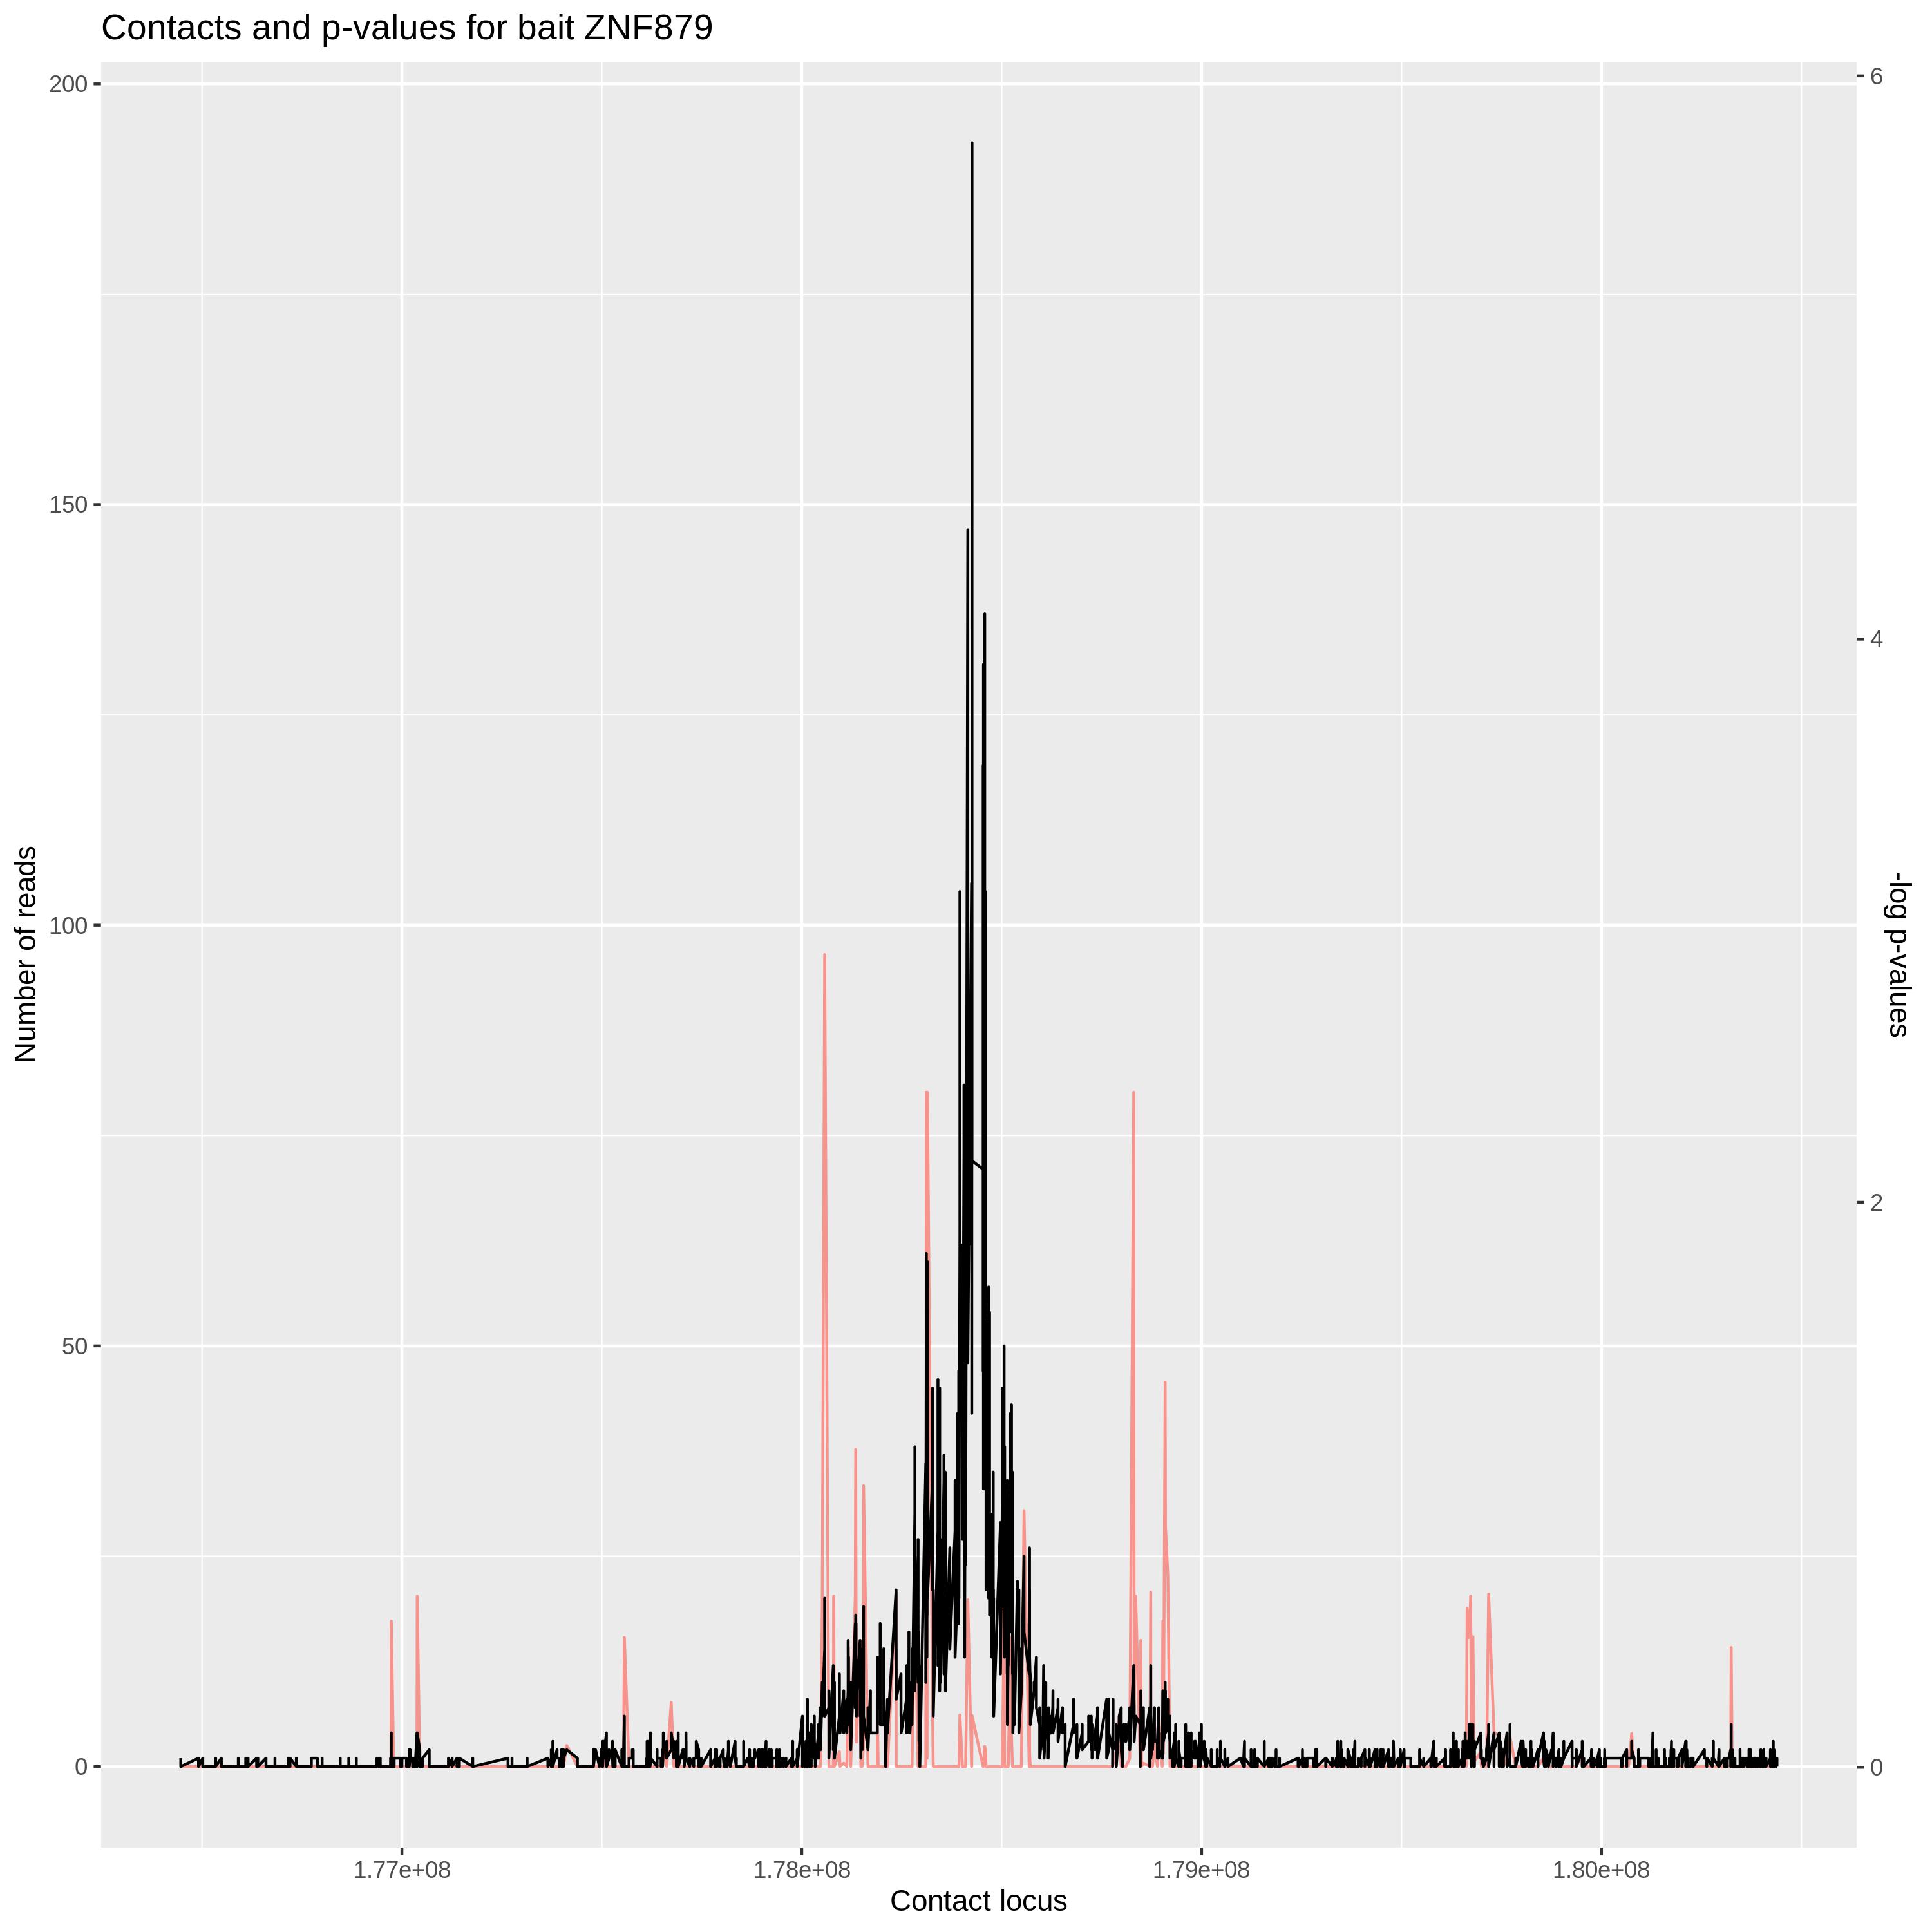 Contacts and p-values for bait ZNF879
200
150
100
50
0
Number of reads
6
4
2
0
-log p-values
1.77e+08
1.78e+08
1.79e+08
1.80e+08
Contact locus